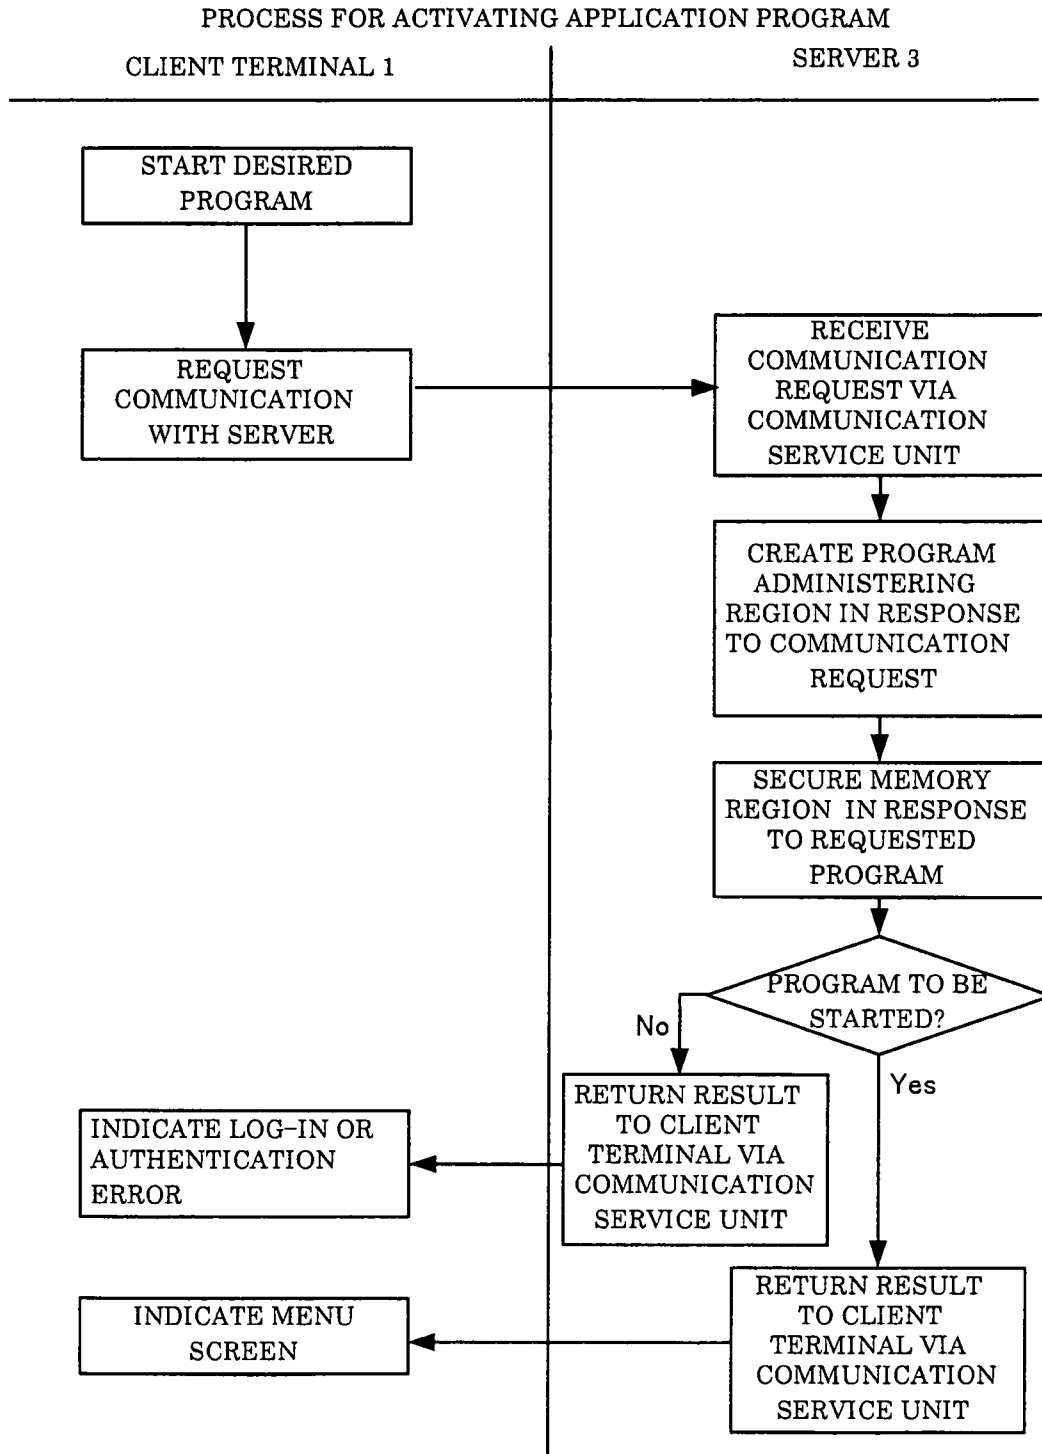 PROCESS FOR ACTIVATING APPLICATION PROGRAM
CLIENT TERMINAL 1
SERVER 3
START DESIRED
PROGRAM
REQUEST
COMMUNICATION
WITH SERVER
RECEIVE
COMMUNICATION
REQUEST VIA
COMMUNICATION
SERVICE UNIT
CREATE PROGRAM
ADMINISTERING
REGION IN RESPONSE
TO COMMUNICATION
REQUEST
SECURE MEMORY
REGION IN RESPONSE
TO REQUESTED
PROGRAM
PROGRAM TO BE
STARTED?
No
Yes
RETURN RESULT
TO CLIENT
TERMINAL VIA
COMMUNICATION
SERVICE UNIT
INDICATE LOG-IN OR
AUTHENTICATION
ERROR
RETURN RESULT
TO CLIENT
TERMINAL VIA
COMMUNICATION
SERVICE UNIT
INDICATE MENU
SCREEN